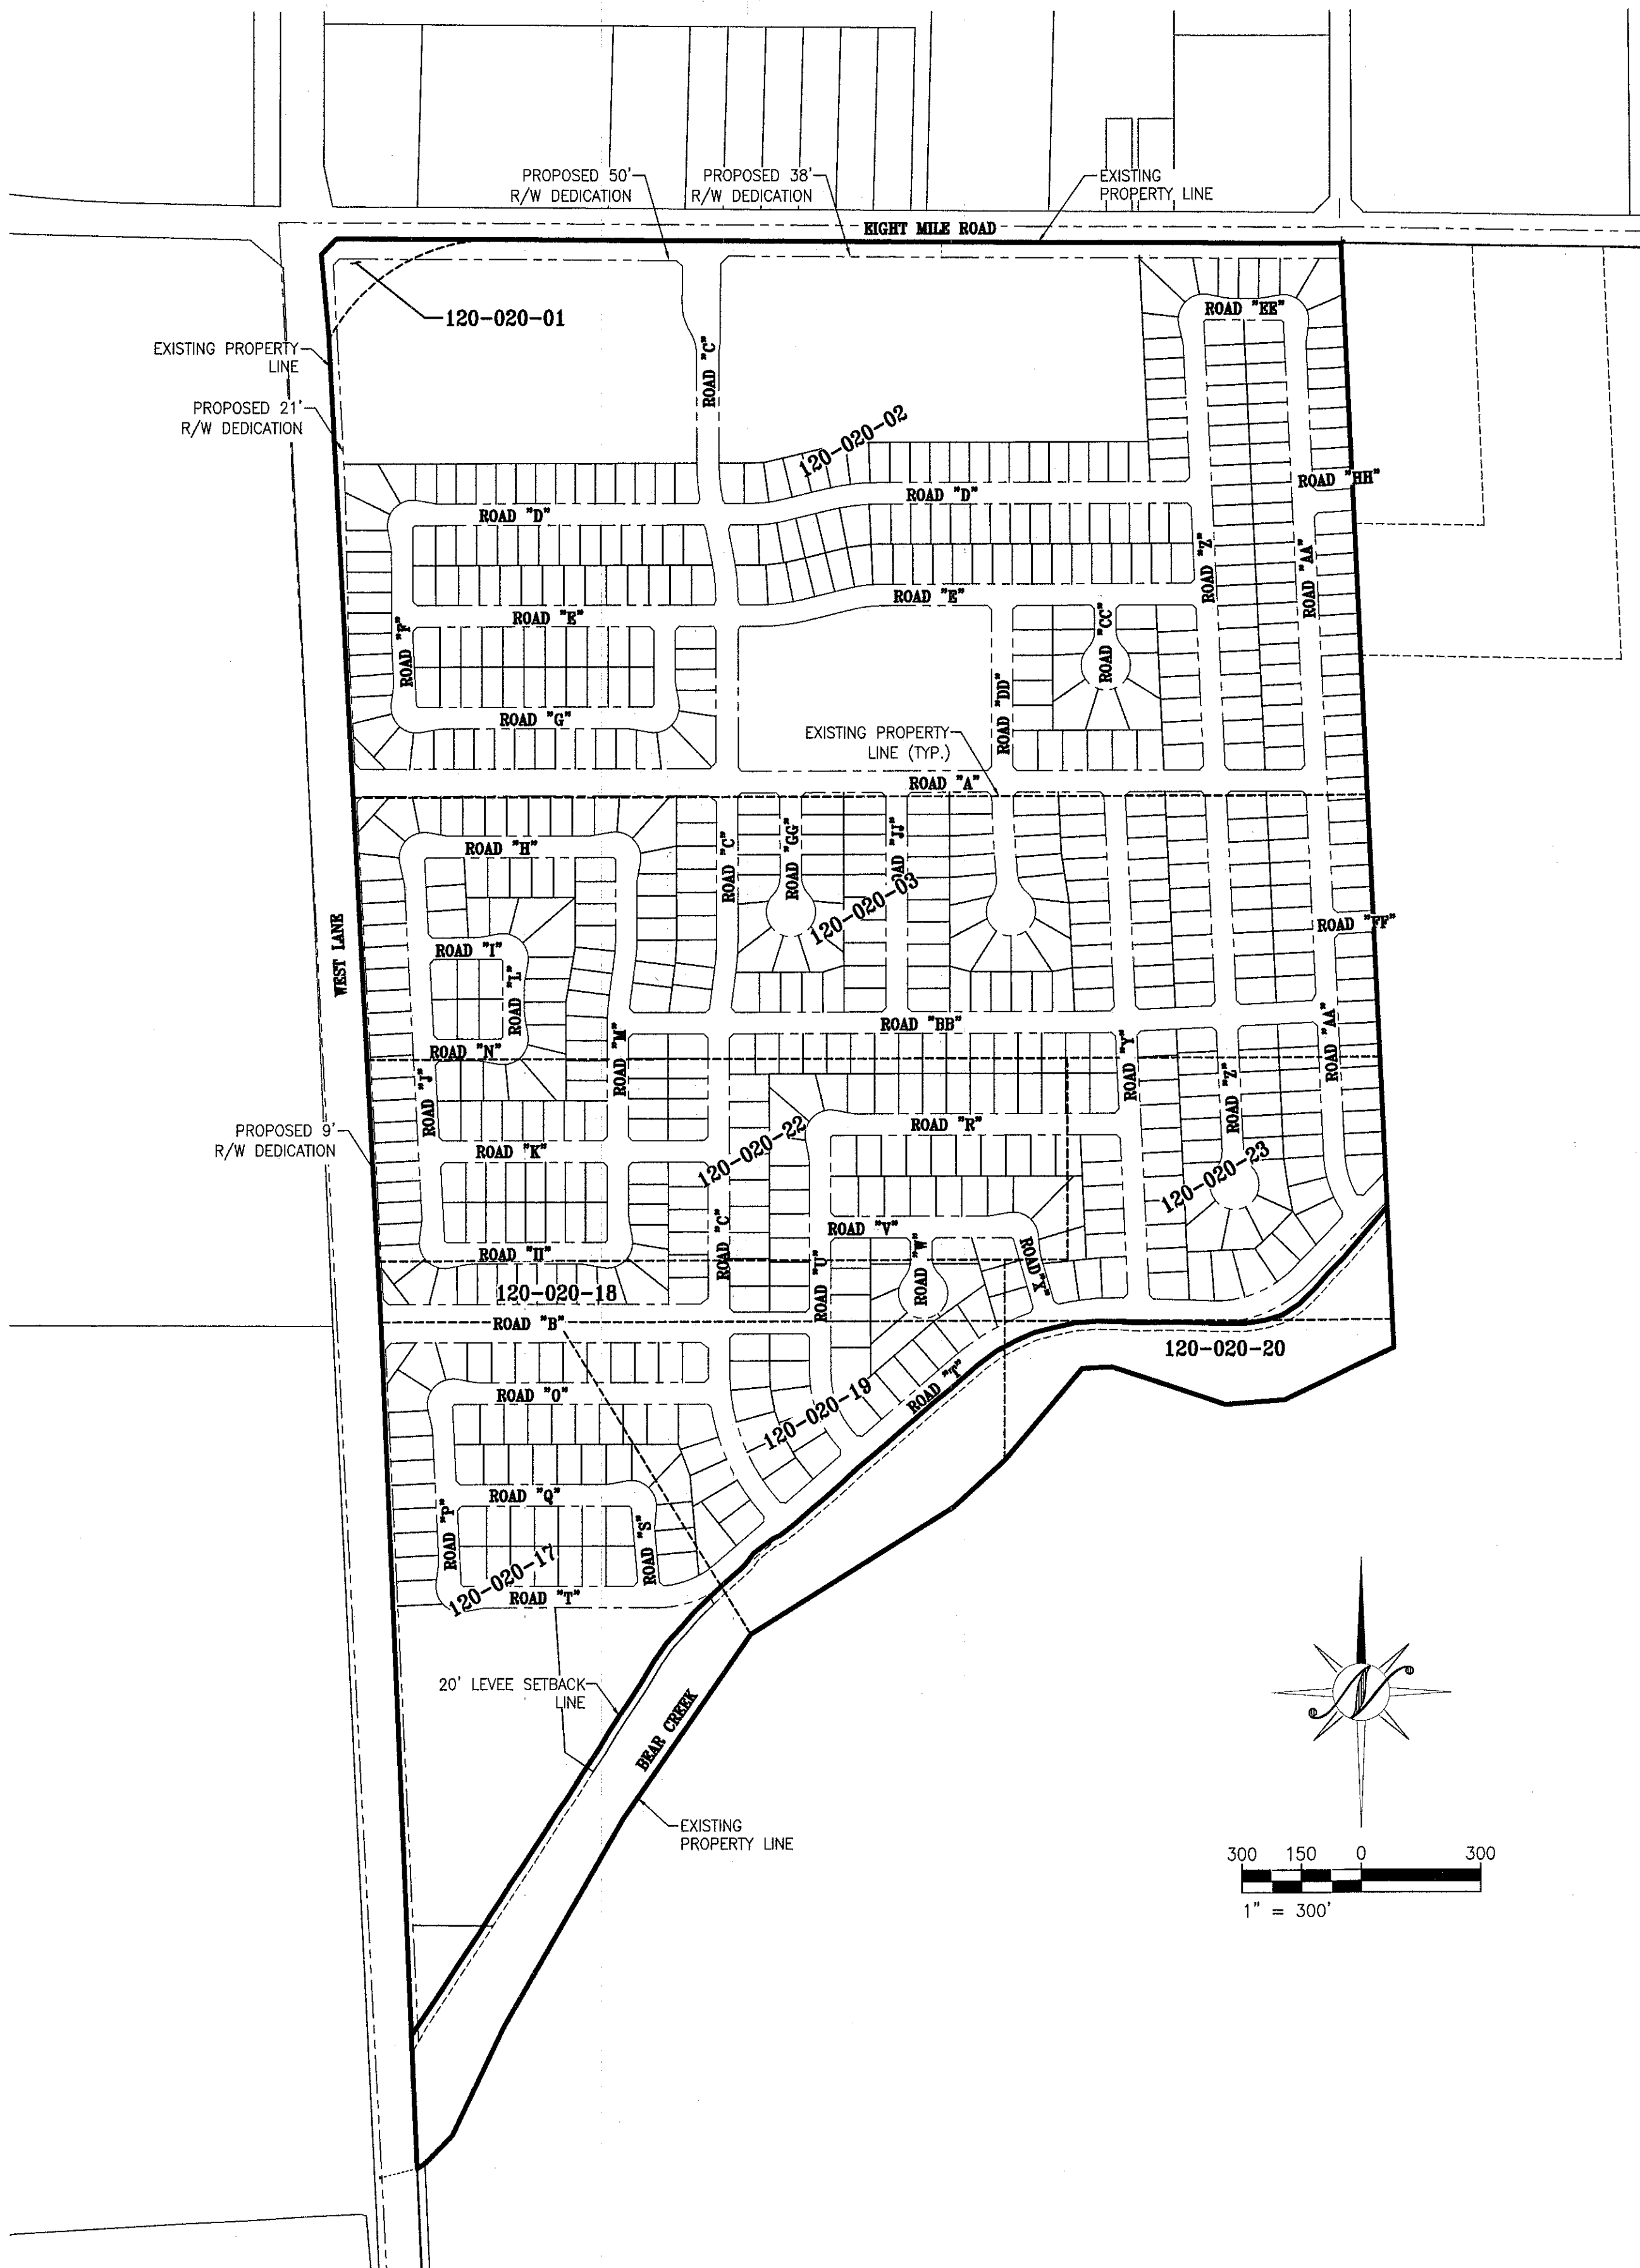 PROPOSED 50'
R/W DEDICATION
PROPOSED 38'
R/W DEDICATION
EXISTING
PROPERTY LINE
EIGHT MILE ROAD
120-020-01
ROAD "EE"
EXISTING PROPERTY
LINE
ROAD "C"
PROPOSED 21'
R/W DEDICATION
120-020-02
ROAD "HH"
ROAD "D"
ROAD "D"
ROAD "Z"
ROAD "AA"
ROAD "E"
ROAD "E"
ROAD "F"
ROAD "CC"
ROAD "DD"
ROAD "G"
EXISTING PROPERTY
LINE (TYP.)
ROAD "A"
ROAD "H"
ROAD "C"
ROAD "GG"
ROAD "JJ"
120-020-03
ROAD "FF"
WEST LANE
ROAD "I"
ROAD "L"
ROAD "BB"
ROAD "N"
ROAD "M"
ROAD "J"
ROAD "Y"
ROAD "Z"
ROAD "AA"
PROPOSED 9'
R/W DEDICATION
ROAD "K"
120-020-22
ROAD "R"
120-020-23
ROAD "V"
ROAD "C"
ROAD "W"
ROAD "X"
ROAD "II"
ROAD "U"
120-020-18
ROAD "B"
120-020-20
ROAD "O"
120-020-19
ROAD "T"
ROAD "Q"
ROAD "P"
ROAD "S"
120-020-17
ROAD "T"
20' LEVEE SETBACK
LINE
BEAR CREEK
EXISTING
PROPERTY LINE
N
300 150 0 300
1" = 300'